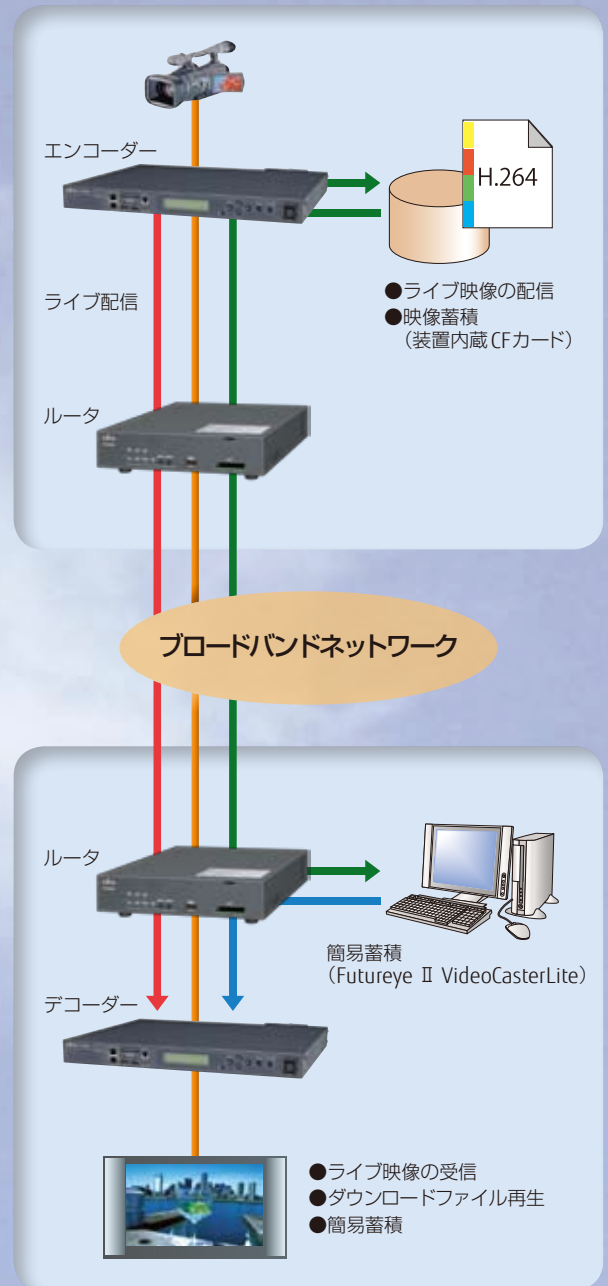 エンコーダー
H.264
ライブ配信
●ライブ映像の配信
●映像蓄積
(装置内蔵CFカード)
ルータ
ブロードバンドネットワーク
ルータ
簡易蓄積
(Futureye Ⅱ VideoCasterLite)
デコーダー
●ライブ映像の受信
●ダウンロードファイル再生
●簡易蓄積